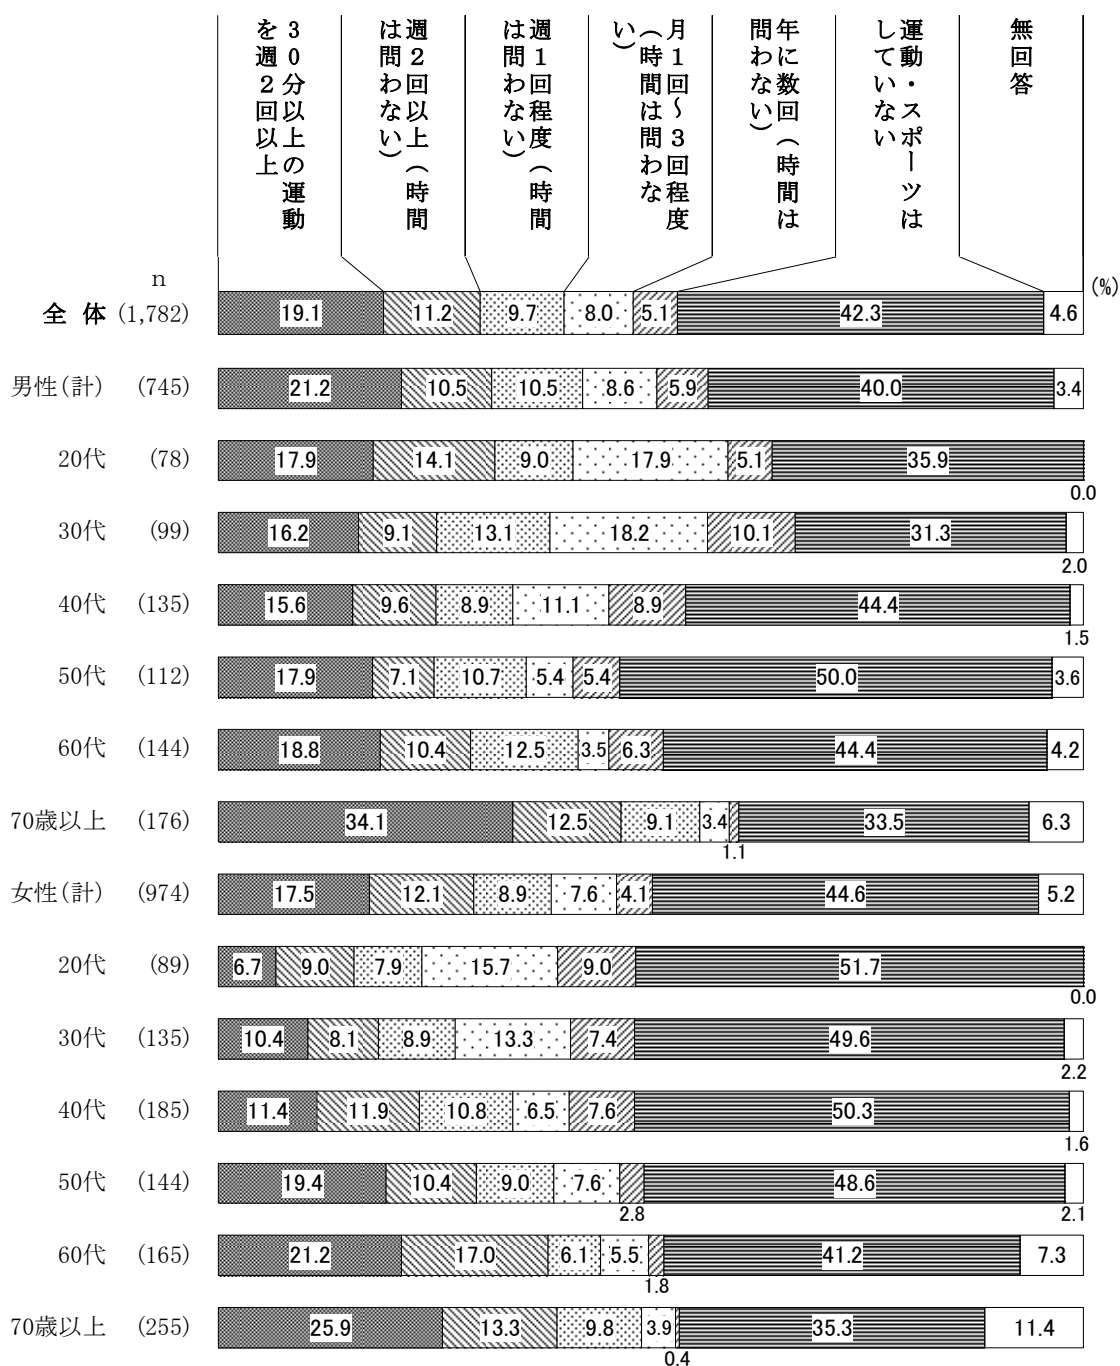 ３０分以上の運動
を週２回以上
週２回以上（時間
は問わない）
週１回程度（時間
は問わない）
月１回～３回程度
（時間は問わな
い）
年に数回（時間は
問わない）
運動・スポーツは
していない
無回答
n
(%)
全 体 (1,782) 19.1 11.2 9.7 8.0 5.1 42.3 4.6
男性(計) (745) 21.2 10.5 10.5 8.6 5.9 40.0 3.4
20代 (78) 17.9 14.1 9.0 17.9 5.1 35.9
0.0
30代 (99) 16.2 9.1 13.1 18.2 10.1 31.3
2.0
40代 (135) 15.6 9.6 8.9 11.1 8.9 44.4
1.5
50代 (112) 17.9 7.1 10.7 5.4 5.4 50.0 3.6
60代 (144) 18.8 10.4 12.5 3.5 6.3 44.4 4.2
70歳以上 (176) 34.1 12.5 9.1 3.4 33.5 6.3
1.1
女性(計) (974) 17.5 12.1 8.9 7.6 4.1 44.6 5.2
20代 (89) 6.7 9.0 7.9 15.7 9.0 51.7
0.0
30代 (135) 10.4 8.1 8.9 13.3 7.4 49.6
2.2
40代 (185) 11.4 11.9 10.8 6.5 7.6 50.3
1.6
50代 (144) 19.4 10.4 9.0 7.6 48.6
2.8 2.1
60代 (165) 21.2 17.0 6.1 5.5 41.2 7.3
1.8
70歳以上 (255) 25.9 13.3 9.8 3.9 35.3 11.4
0.4